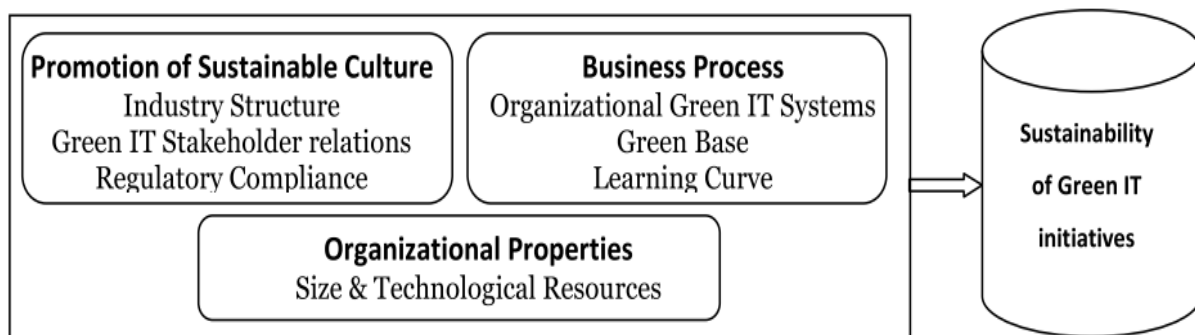 Promotion of Sustainable Culture
Industry Structure
Green IT Stakeholder relations
Regulatory Compliance
Business Process
Organizational Green IT Systems
Green Base
Learning Curve
Organizational Properties
Size & Technological Resources
Sustainability
of Green IT
initiatives